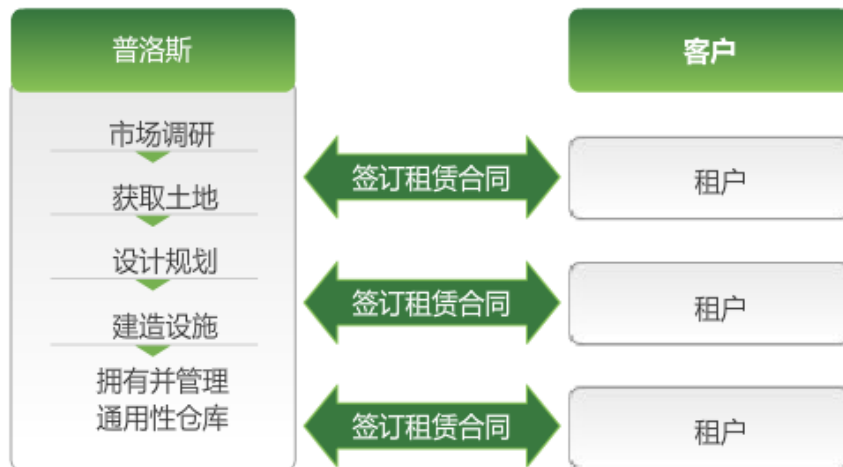 普洛斯
市场调研
获取土地
设计规划
建造设施
拥有并管理
通用性仓库
签订租赁合同
签订租赁合同
签订租赁合同
客户
租户
租户
租户